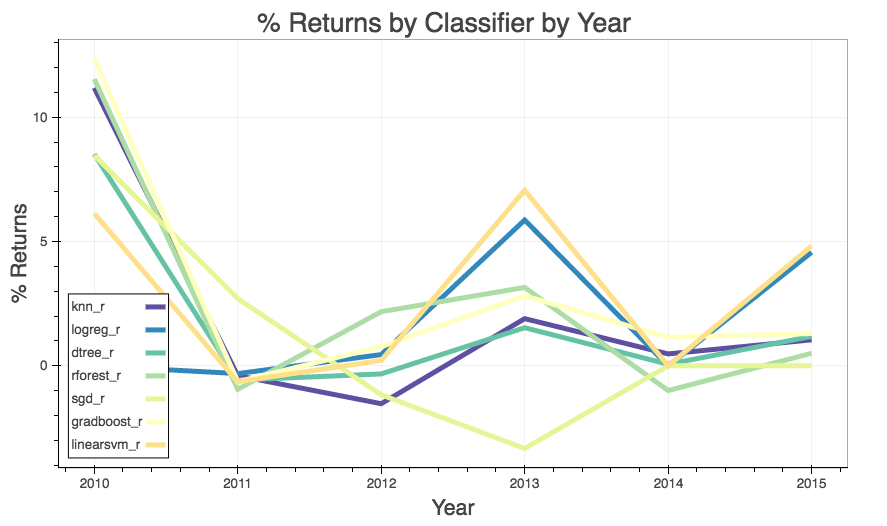 % Returns by Classifier by Year
% Returns
10
5
0
knn_r
logreg_r
dtree_r
rforest_r
sgd_r
gradboost_r
linearsvm_r
2010 2011 2012 2013 2014 2015
Year